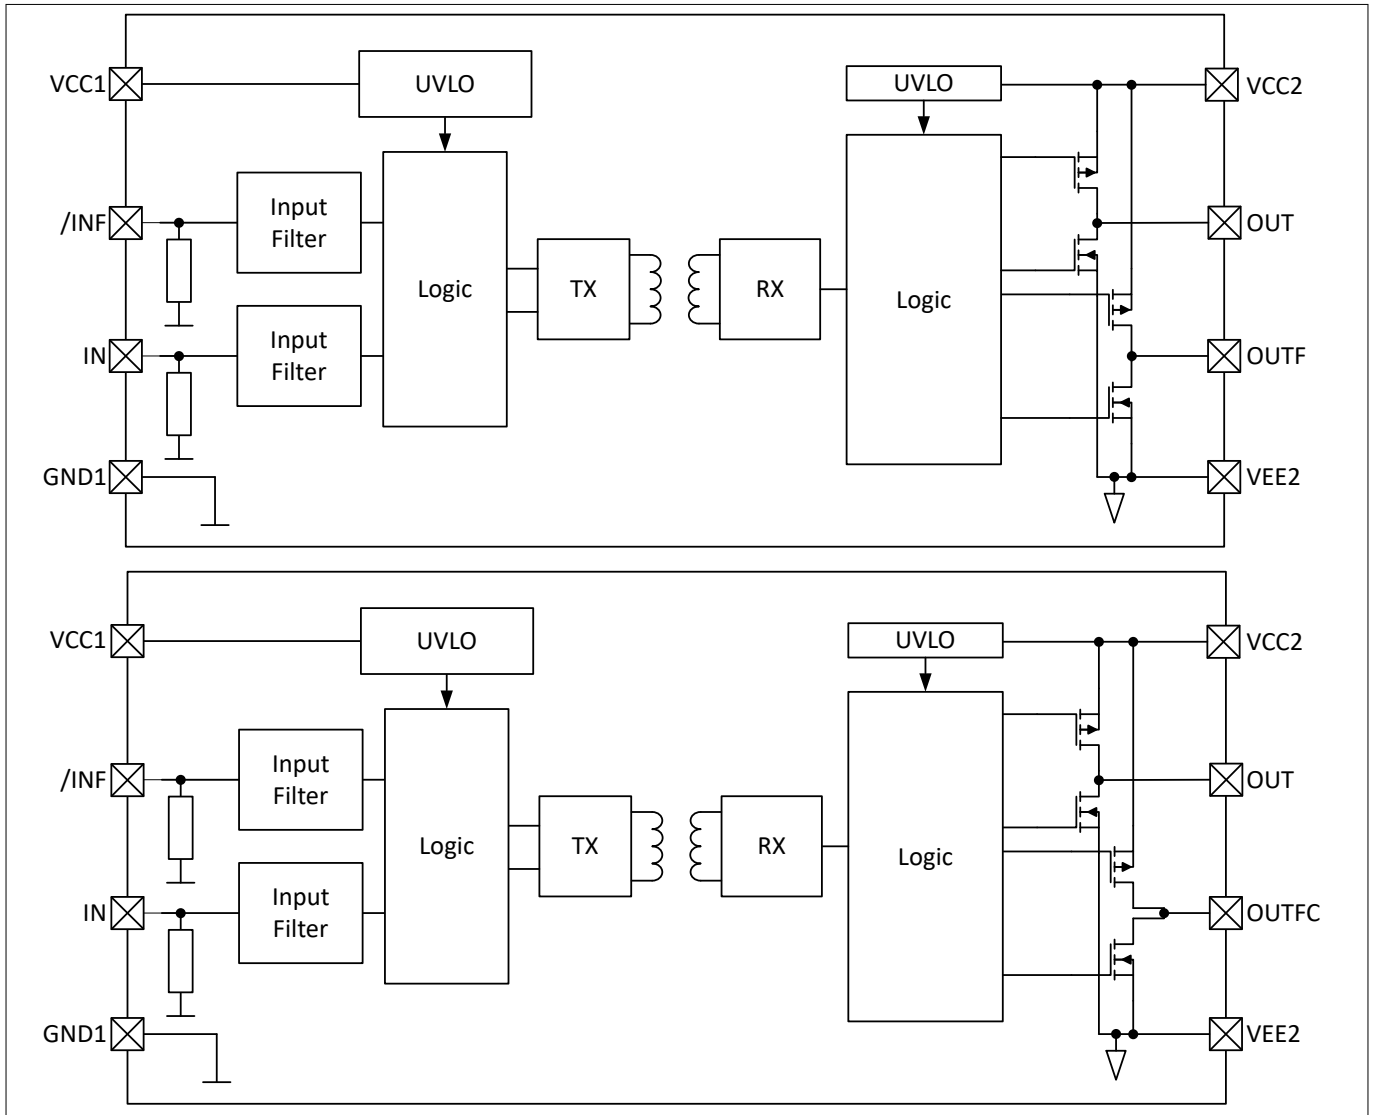 VCC1
UVLO
UVLO
VCC2
/INF
Input
Filter
OUT
Logic
TX
RX
Logic
IN
Input
Filter
OUTF
GND1
VEE2
VCC1
UVLO
UVLO
VCC2
/INF
Input
Filter
OUT
Logic
TX
RX
Logic
IN
Input
Filter
OUTFC
GND1
VEE2